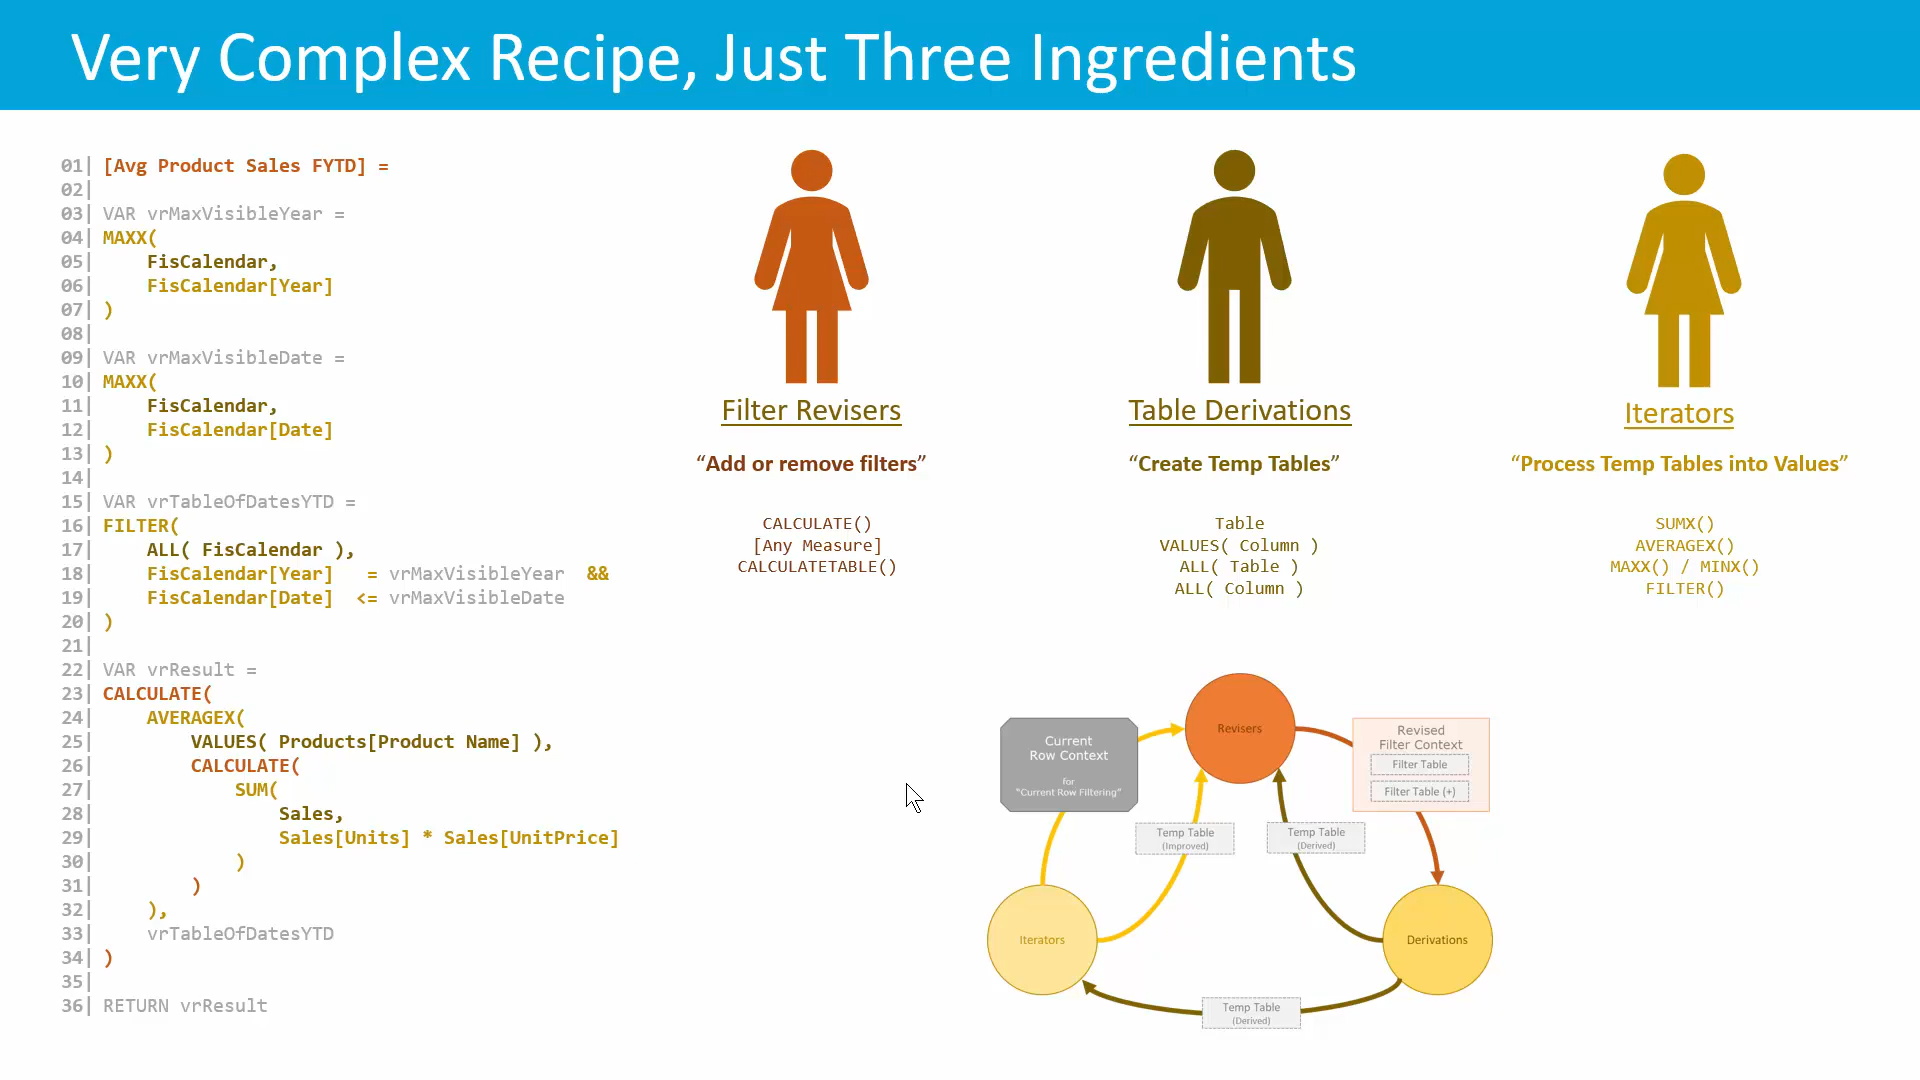 Very Complex Recipe, Just Three Ingredients
01| [Avg Product Sales FYTD] =
02|
03| VAR vrMaxVisibleYear =
04| MAXX(
05|     FisCalendar,
06|     FisCalendar[Year]
07| )
08|
09| VAR vrMaxVisibleDate =
10| MAXX(
11|     FisCalendar,
12|     FisCalendar[Date]
13| )
14|
15| VAR vrTableOfDatesYTD =
16| FILTER(
17|     ALL( FisCalendar ),
18|     FisCalendar[Year]   = vrMaxVisibleYear  &&
19|     FisCalendar[Date]  <= vrMaxVisibleDate
20| )
21|
22| VAR vrResult =
23| CALCULATE(
24|     AVERAGEX(
25|         VALUES( Products[Product Name] ),
26|         CALCULATE(
27|             SUM(
28|                 Sales,
29|                 Sales[Units] * Sales[UnitPrice]
30|             )
31|         )
32|     ),
33|     vrTableOfDatesYTD
34| )
35|
36| RETURN vrResult
Filter Revisers
“Add or remove filters”
CALCULATE()
[Any Measure]
CALCULATETABLE()
Table Derivations
“Create Temp Tables”
Table
VALUES( Column )
ALL( Table )
ALL( Column )
Iterators
“Process Temp Tables into Values”
SUMX()
AVERAGEX()
MAXX() / MINX()
FILTER()
Current
Row Context
for
“Current Row Filtering”
Revisers
Revised
Filter Context
Filter Table
Filter Table (+)
Temp Table
(Improved)
Temp Table
(Derived)
Iterators
Derivations
Temp Table
(Derived)